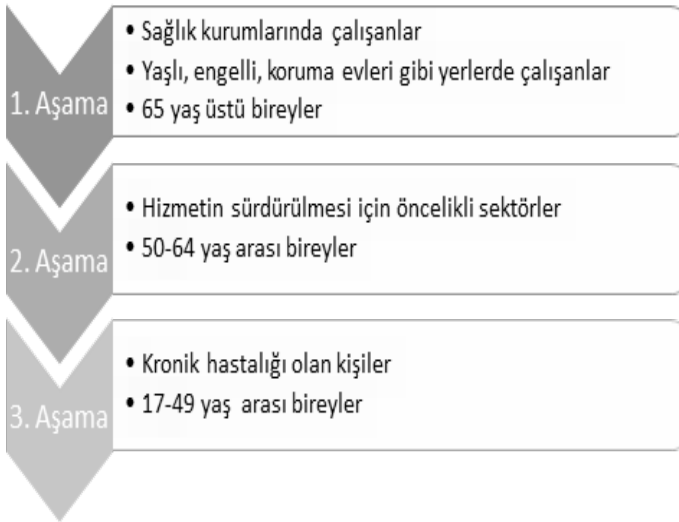 1. Aşama
• Sağlık kurumlarında çalışanlar
• Yaşlı, engelli, koruma evleri gibi yerlerde çalışanlar
• 65 yaş üstü bireyler
2. Aşama
• Hizmetin sürdürülmesi için öncelikli sektörler
• 50-64 yaş arası bireyler
3. Aşama
• Kronik hastalığı olan kişiler
• 17-49 yaş arası bireyler